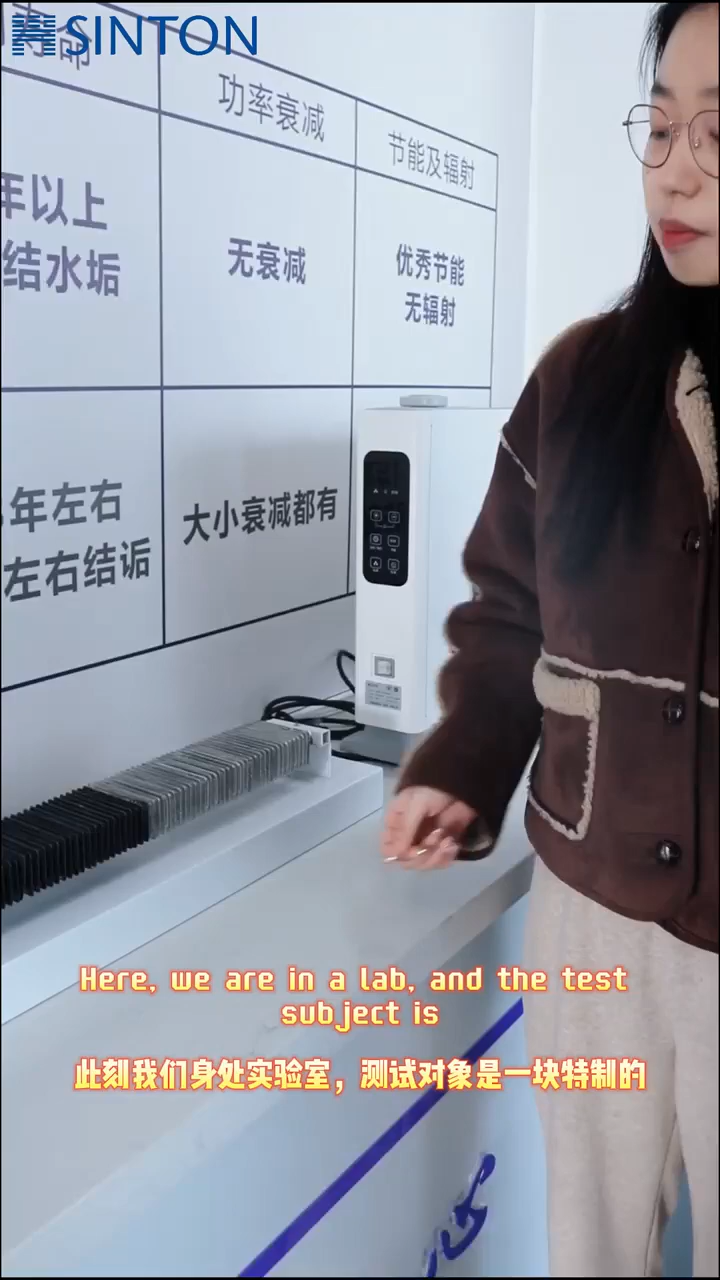 SINTON
寿命
功率衰减
节能及辐射
年以上
结水垢
无衰减
优秀节能
无辐射
年左右
左右结诟
大小衰减都有
Here, we are in a lab, and the test
subject is
此刻我们身处实验室，测试对象是一块特制的
心